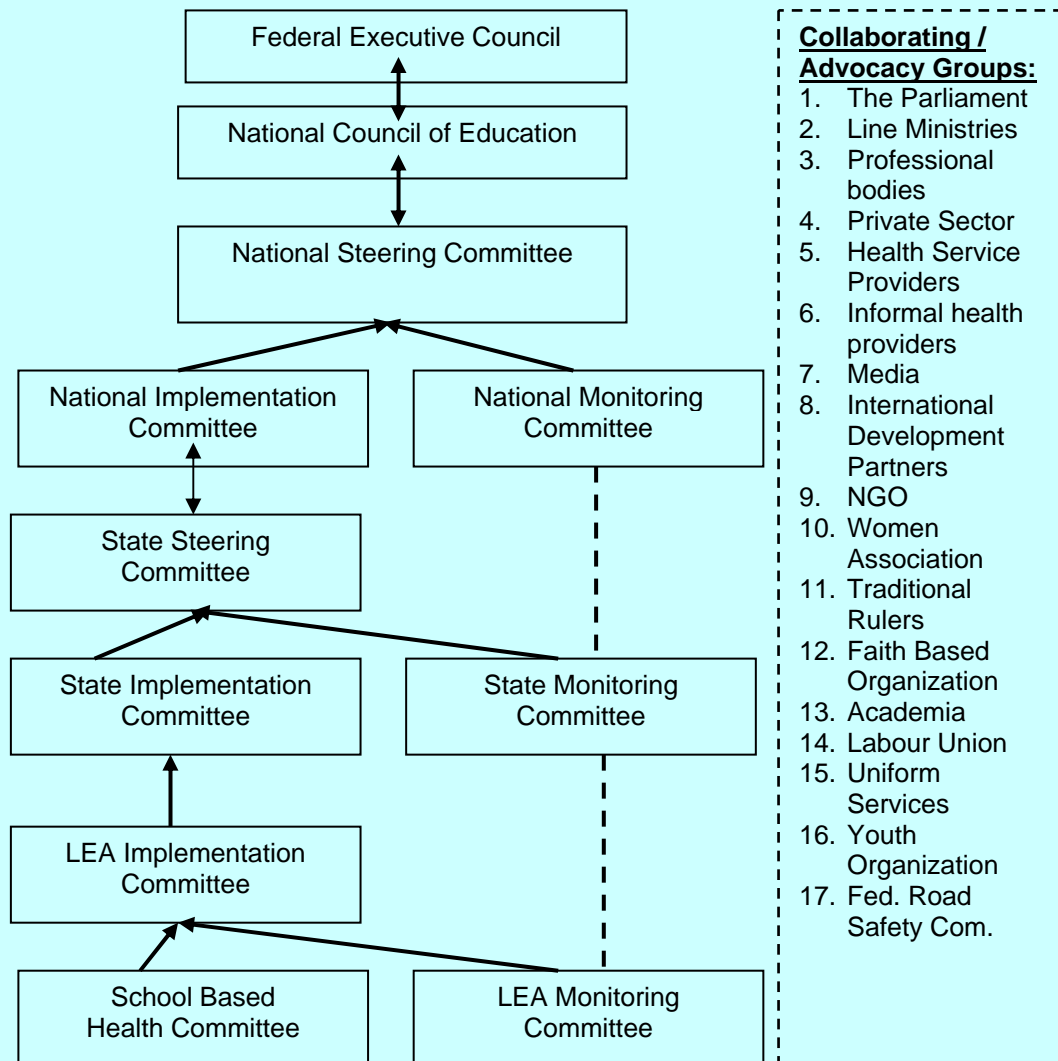 Federal Executive Council
National Council of Education
National Steering Committee
National Implementation
Committee
National Monitoring
Committee
State Steering
Committee
State Implementation
Committee
State Monitoring
Committee
LEA Implementation
Committee
School Based
Health Committee
LEA Monitoring
Committee
Collaborating /
Advocacy Groups:
1. The Parliament
2. Line Ministries
3. Professional
bodies
4. Private Sector
5. Health Service
Providers
6. Informal health
providers
7. Media
8. International
Development
Partners
9. NGO
10. Women
Association
11. Traditional
Rulers
12. Faith Based
Organization
13. Academia
14. Labour Union
15. Uniform
Services
16. Youth
Organization
17. Fed. Road
Safety Com.